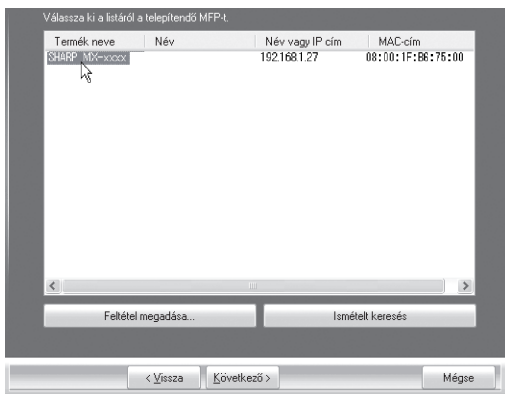 Válassza ki a listáról a telepítendő MFP-t.
Termék neve Név Név vagy IP cím MAC-cím
SHARP MX-xxxx 192.168.1.27 08:00:1F:B6:75:00
Feltétel megadása... Ismételt keresés
< Vissza Következő > Mégse